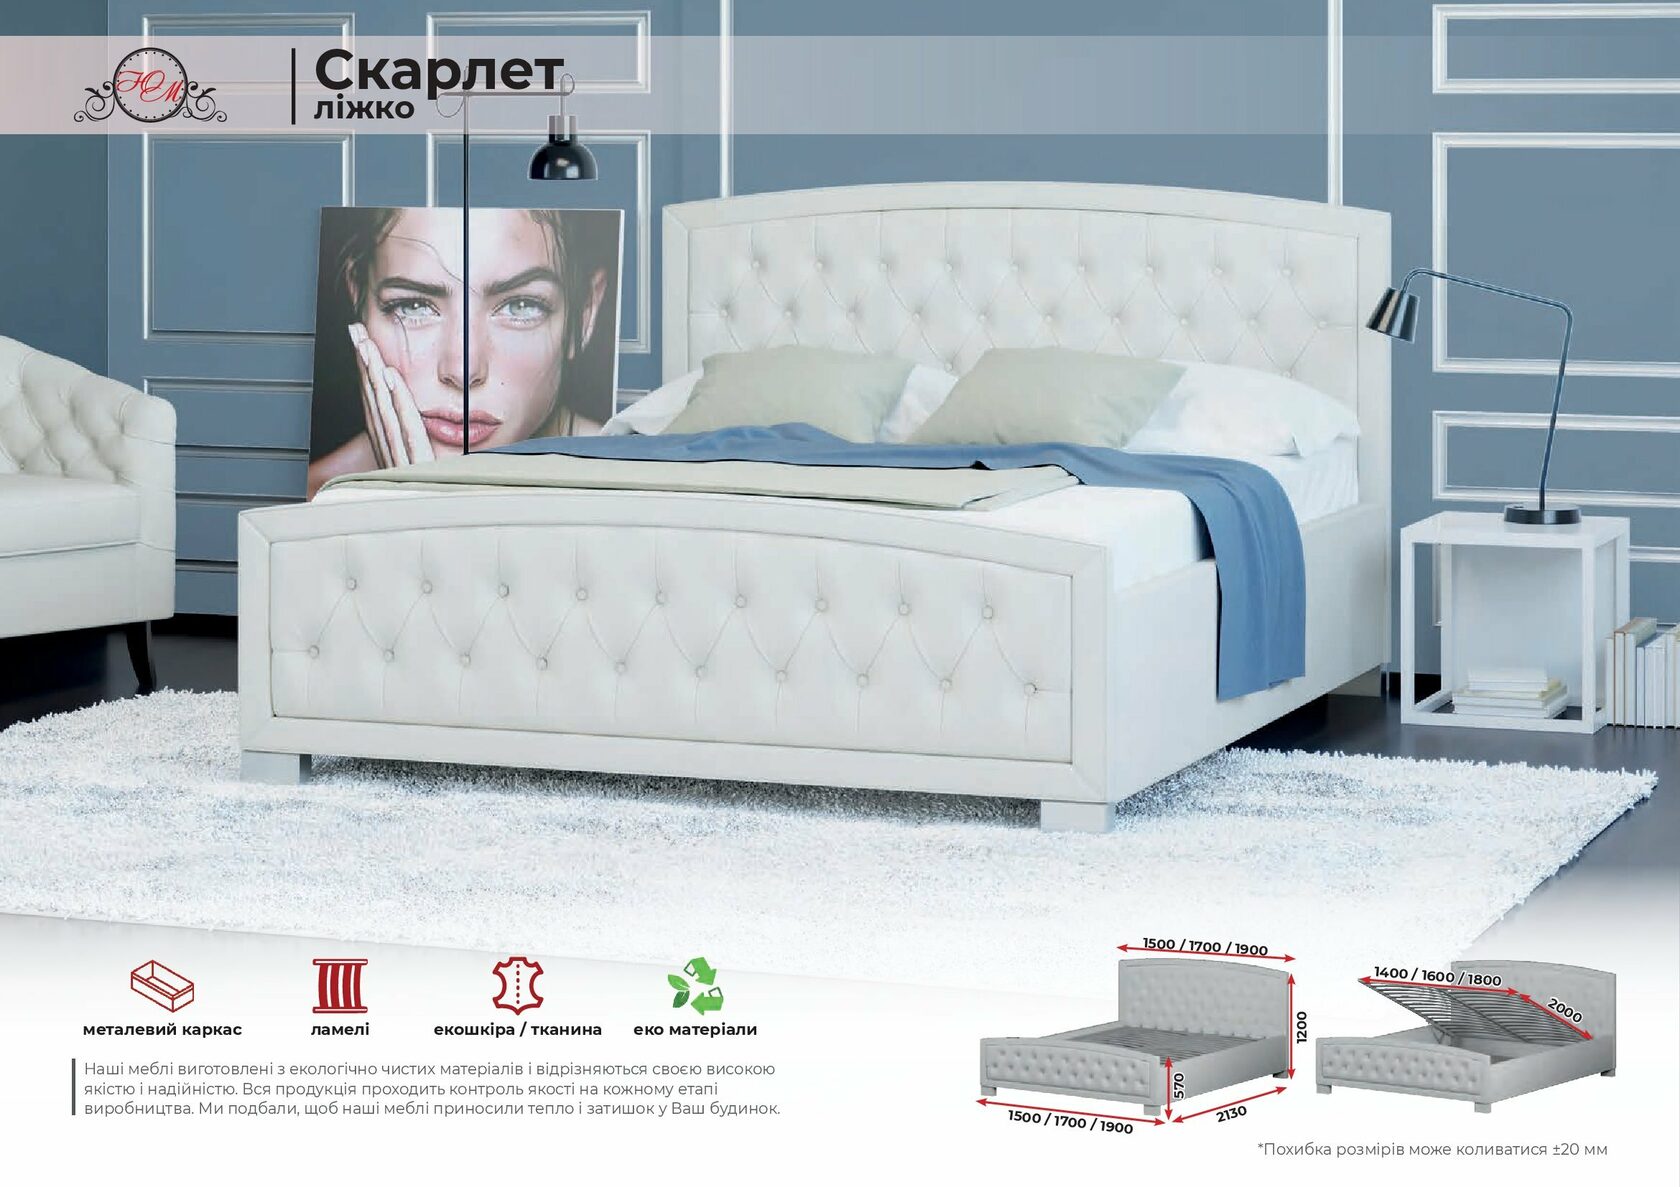 ЮМ
Скарлет
ліжко
металевий каркас
ламелі
екошкіра / тканина
еко матеріали
Наші меблі виготовлені з екологічно чистих матеріалів і відрізняються своєю високою
якістю і надійністю. Вся продукція проходить контроль якості на кожному етапі
виробництва. Ми подбали, щоб наші меблі приносили тепло і затишок у Ваш будинок.
1500 / 1700 / 1900
1200
570
2130
1500 / 1700 / 1900
1400 / 1600 / 1800
2000
*Похибка розмірів може коливатися ±20 мм